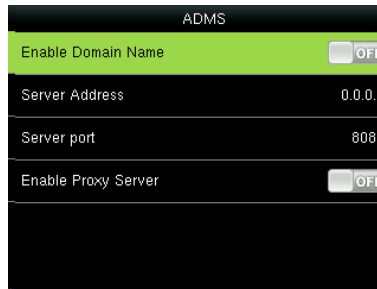 ADMS
Enable Domain Name OFF
Server Address 0.0.0.
Server port 808
Enable Proxy Server OFF